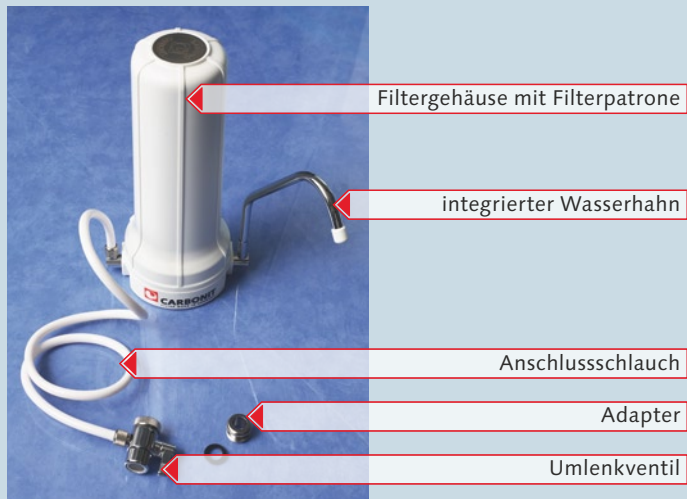 Filtergehäuse mit Filterpatrone
integrierter Wasserhahn
CARBONIT
Anschlussschlauch
Adapter
Umlenkventil